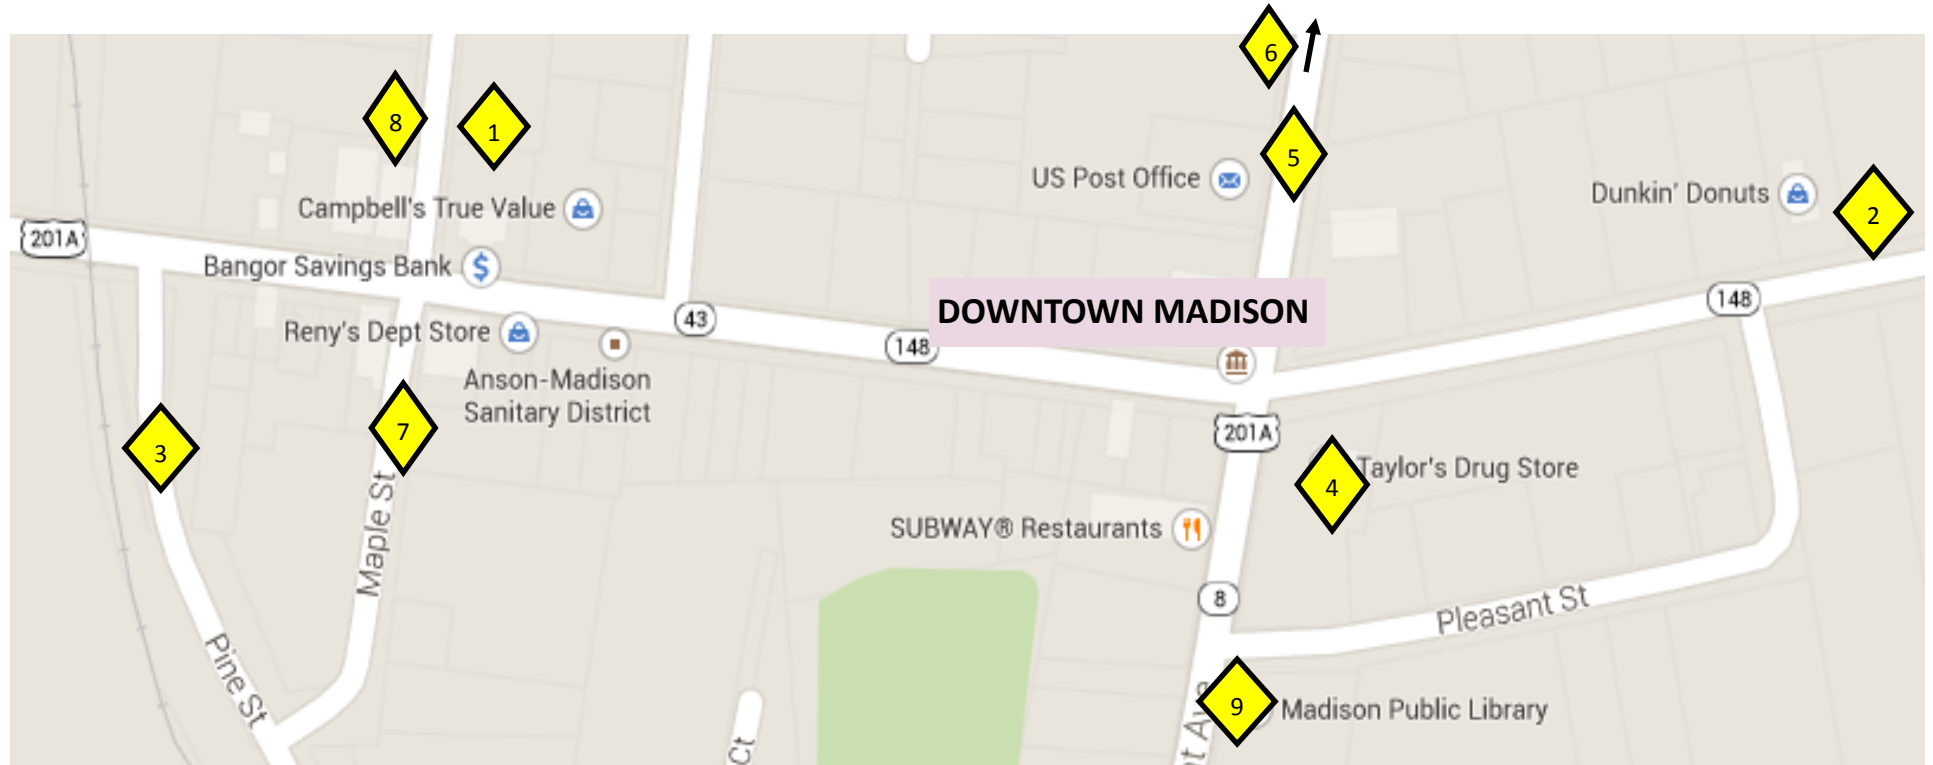 6
8
1
5
US Post Office
Dunkin' Donuts
2
Campbell's True Value
201A
Bangor Savings Bank
$
148
DOWNTOWN MADISON
43
Reny's Dept Store
148
Anson-Madison
Sanitary District
201A
7
3
Taylor's Drug Store
4
SUBWAY® Restaurants
Maple St
8
Pleasant St
Pine St
9
Madison Public Library
Ct